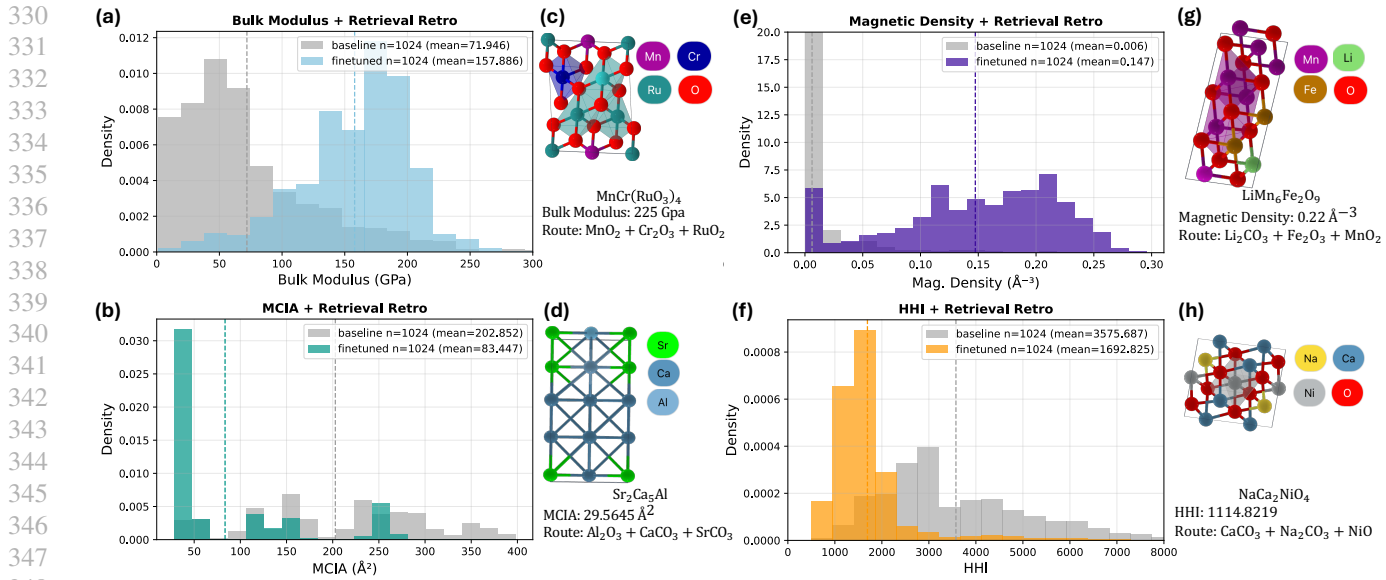 330
331
332
333
334
335
336
337
338
339
340
341
342
343
344
345
346
347
(a)
Bulk Modulus + Retrieval Retro
baseline n=1024 (mean=71.946)
finetuned n=1024 (mean=157.886)
0.012
0.010
0.008
0.006
0.004
0.002
0.000
Density
0 50 100 150 200 250 300
Bulk Modulus (GPa)
(c)
Mn Cr
Ru O
MnCr(RuO₃)₄
Bulk Modulus: 225 Gpa
Route: MnO₂ + Cr₂O₃ + RuO₂
(b)
MCIA + Retrieval Retro
baseline n=1024 (mean=202.852)
finetuned n=1024 (mean=83.447)
0.030
0.025
0.020
0.015
0.010
0.005
0.000
Density
50 100 150 200 250 300 350 400
MCIA (Å²)
(d)
Sr
Ca
Al
Sr₂Ca₅Al
MCIA: 29.5645 Å²
Route: Al₂O₃ + CaCO₃ + SrCO₃
(e)
Magnetic Density + Retrieval Retro
baseline n=1024 (mean=0.006)
finetuned n=1024 (mean=0.147)
20.0
17.5
15.0
12.5
10.0
7.5
5.0
2.5
0.0
Density
0.00 0.05 0.10 0.15 0.20 0.25 0.30
Mag. Density (Å⁻³)
(g)
Mn Li
Fe O
LiMn₆Fe₂O₉
Magnetic Density: 0.22 Å⁻³
Route: Li₂CO₃ + Fe₂O₃ + MnO₂
(f)
HHI + Retrieval Retro
baseline n=1024 (mean=3575.687)
finetuned n=1024 (mean=1692.825)
0.0008
0.0006
0.0004
0.0002
0.0000
Density
0 1000 2000 3000 4000 5000 6000 7000 8000
HHI
(h)
Na Ca
Ni O
NaCa₂NiO₄
HHI: 1114.8219
Route: CaCO₃ + Na₂CO₃ + NiO